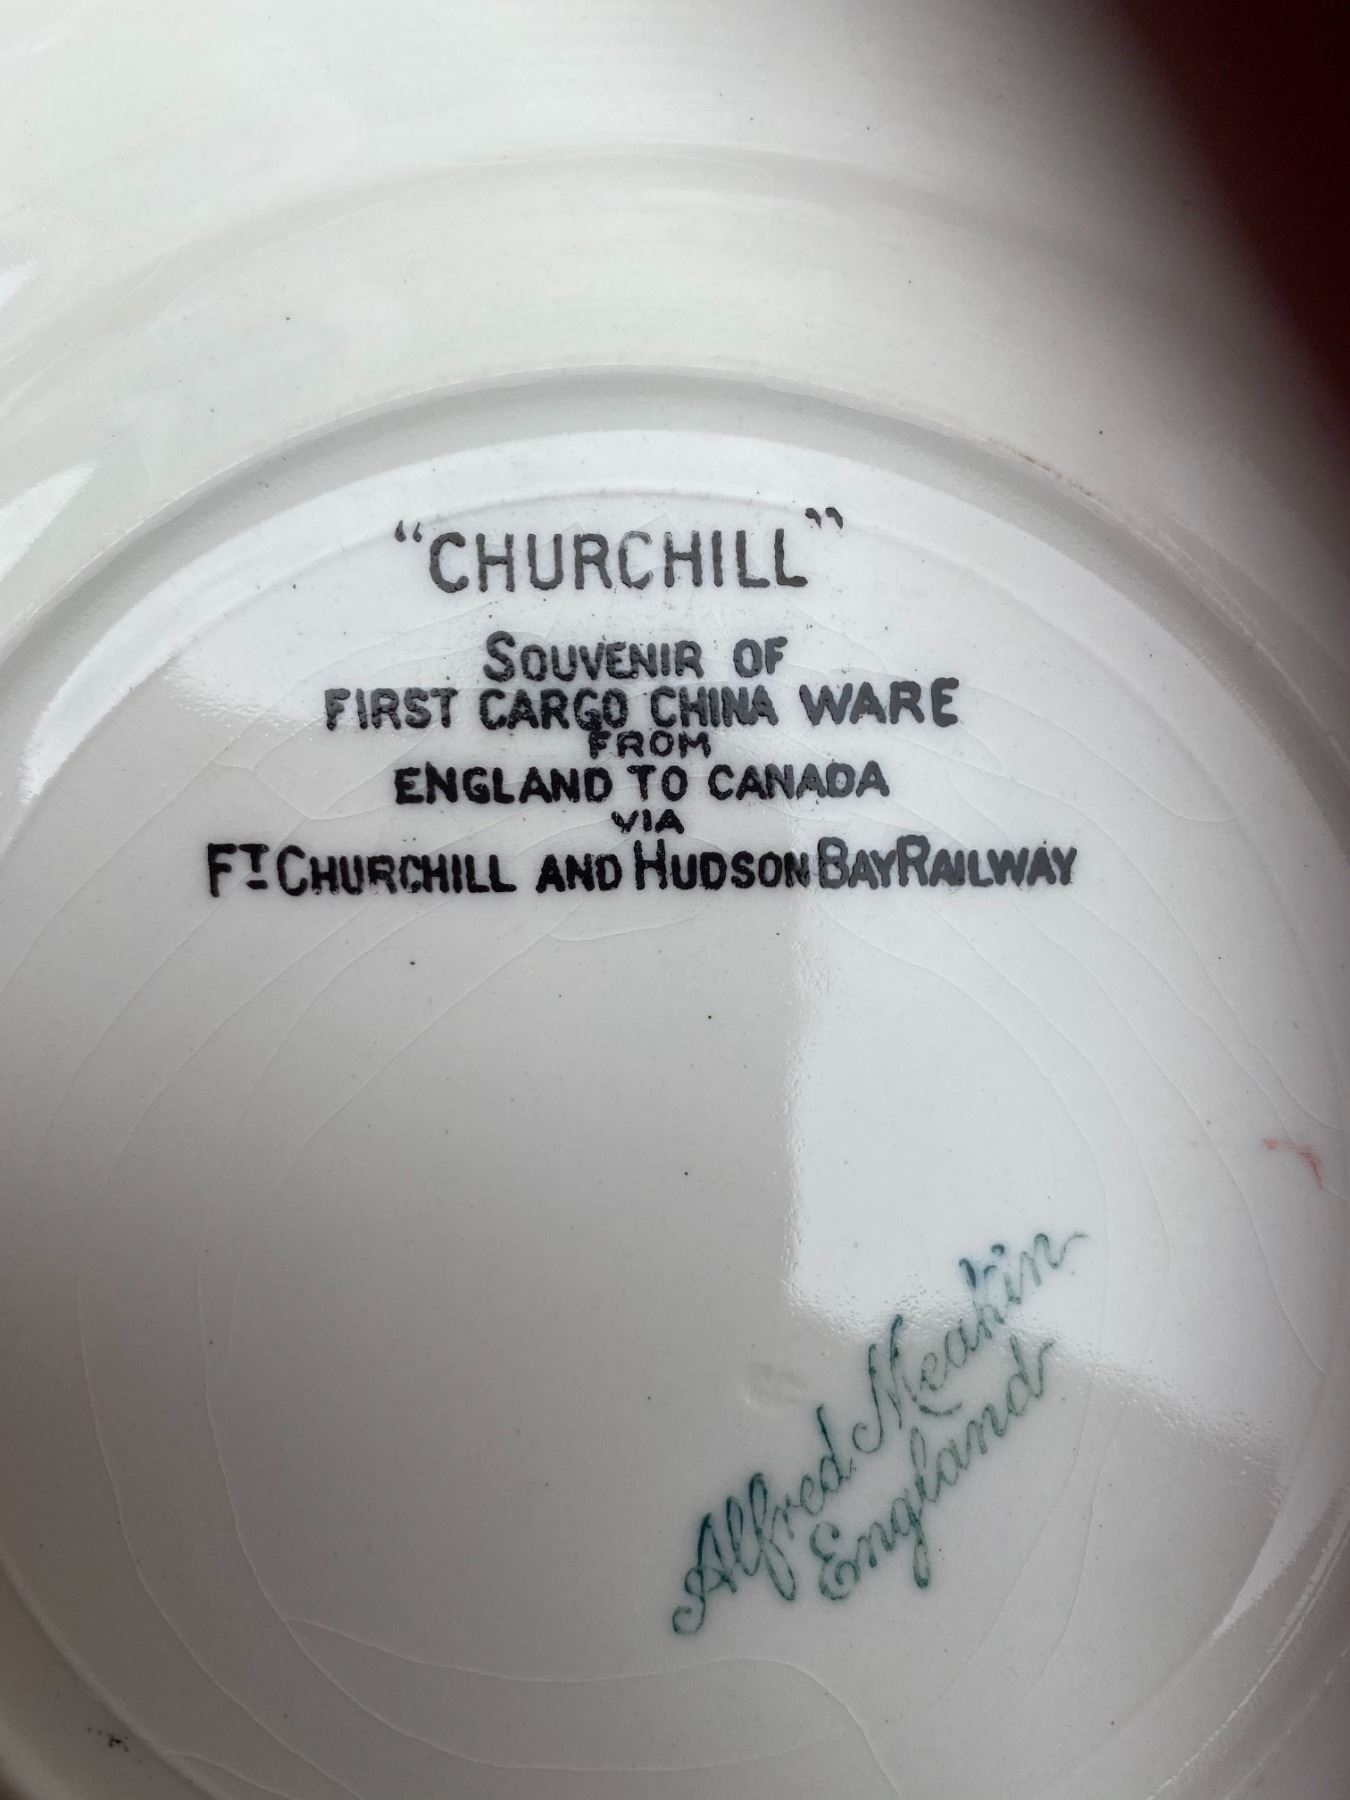 “CHURCHILL”
SOUVENIR OF
FIRST CARGO CHINA WARE
FROM
ENGLAND TO CANADA
VIA
FT CHURCHILL AND HUDSON BAY RAILWAY
Alfred Meakin
England